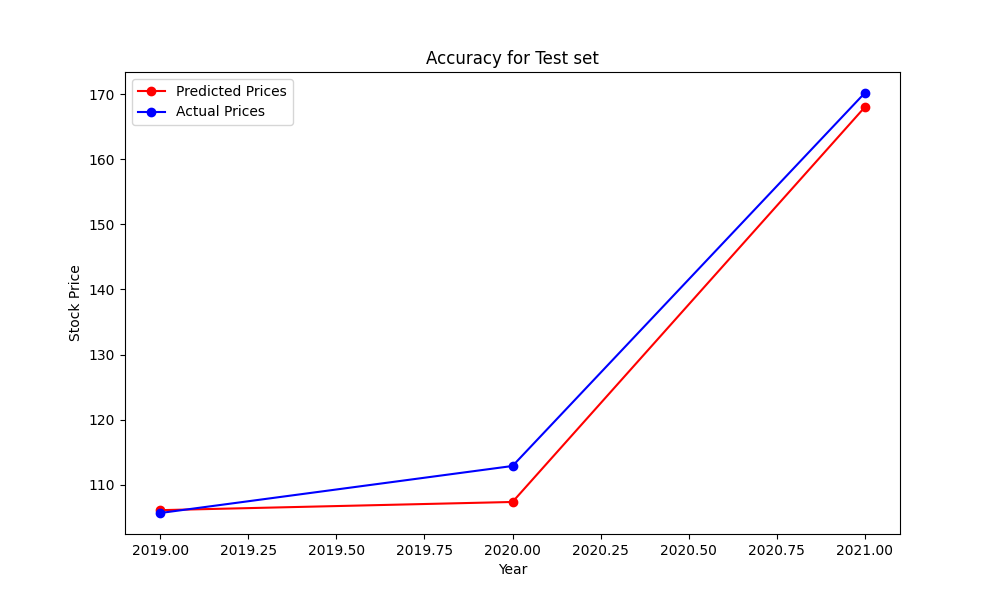 Accuracy for Test set
Predicted Prices
Actual Prices
170
160
150
140
130
120
110
Stock Price
2019.00 2019.25 2019.50 2019.75 2020.00 2020.25 2020.50 2020.75 2021.00
Year